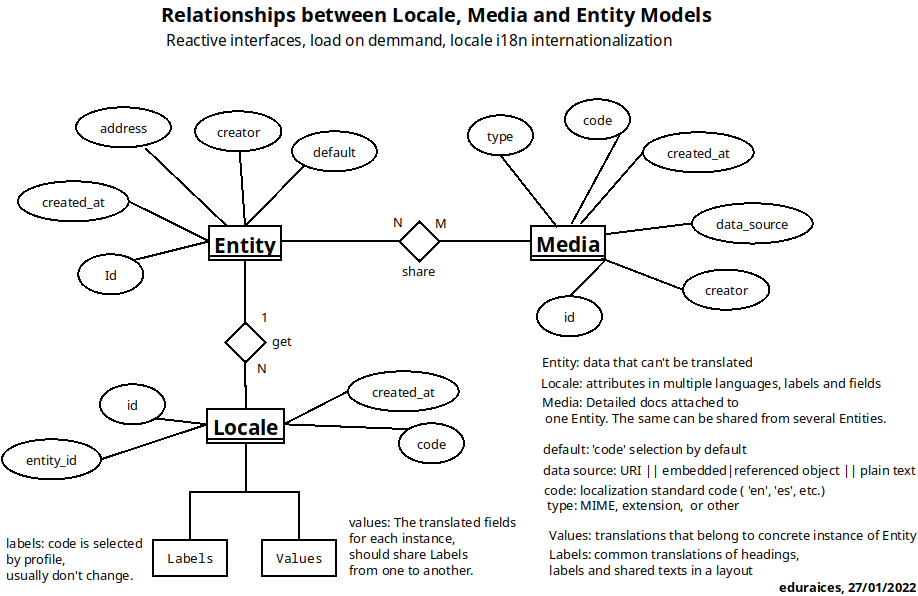 Relationships between Locale, Media and Entity Models
Reactive interfaces, load on demmand, locale i18n internationalization
address
creator
default
created_at
Id
Entity
N
M
share
type
code
created_at
data_source
creator
id
Media
1
get
N
id
entity_id
created_at
code
Locale
Labels
Values
labels: code is selected
by profile,
usually don't change.
values: The translated fields
for each instance,
should share Labels
from one to another.
Entity: data that can't be translated
Locale: attributes in multiple languages, labels and fields
Media: Detailed docs attached to
one Entity. The same can be shared from several Entities.
default: 'code' selection by default
data source: URI || embedded|referenced object || plain text
code: localization standard code ( 'en', 'es', etc.)
type: MIME, extension, or other
Values: translations that belong to concrete instance of Entity
Labels: common translations of headings,
labels and shared texts in a layout
eduraices, 27/01/2022